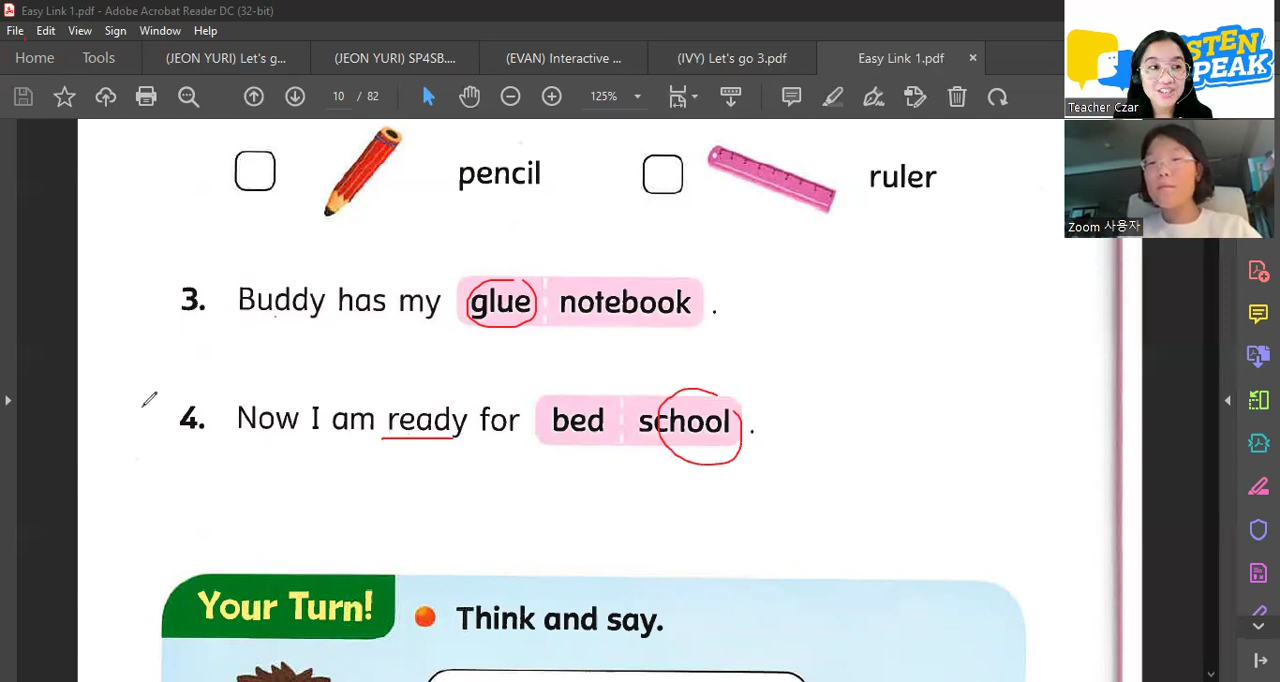 Easy Link 1.pdf - Adobe Acrobat Reader DC (32-bit)
File Edit View Sign Window Help
Home Tools (JEON YURI) Let's g... (JEON YURI) SP4SB.... (EVAN) Interactive ... (IVY) Let's go 3.pdf Easy Link 1.pdf ×
10 / 82 125%
STEN
SPEAK
Teacher Czar
Zoom 사용자
pencil ruler
3. Buddy has my glue notebook .
4. Now I am ready for bed school .
Your Turn! Think and say.